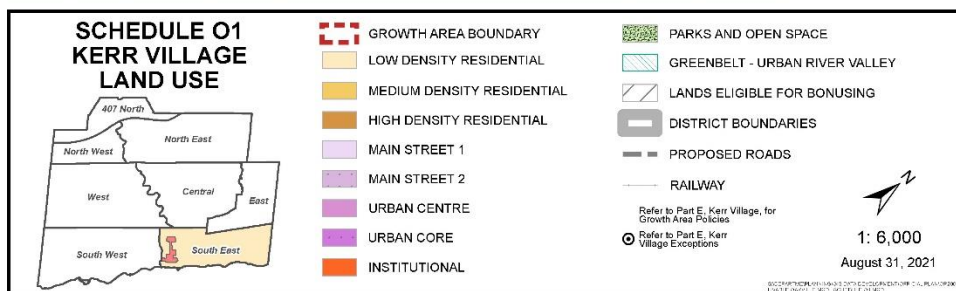 SCHEDULE O1
KERR VILLAGE
LAND USE
407 North
North West
North East
West
Central
East
South West
South East
GROWTH AREA BOUNDARY
LOW DENSITY RESIDENTIAL
MEDIUM DENSITY RESIDENTIAL
HIGH DENSITY RESIDENTIAL
MAIN STREET 1
MAIN STREET 2
URBAN CENTRE
URBAN CORE
INSTITUTIONAL
PARKS AND OPEN SPACE
GREENBELT - URBAN RIVER VALLEY
LANDS ELIGIBLE FOR BONUSING
DISTRICT BOUNDARIES
PROPOSED ROADS
RAILWAY
Refer to Part E, Kerr Village, for
Growth Area Policies
Refer to Part E, Kerr
Village Exceptions
N
1: 6,000
August 31, 2021